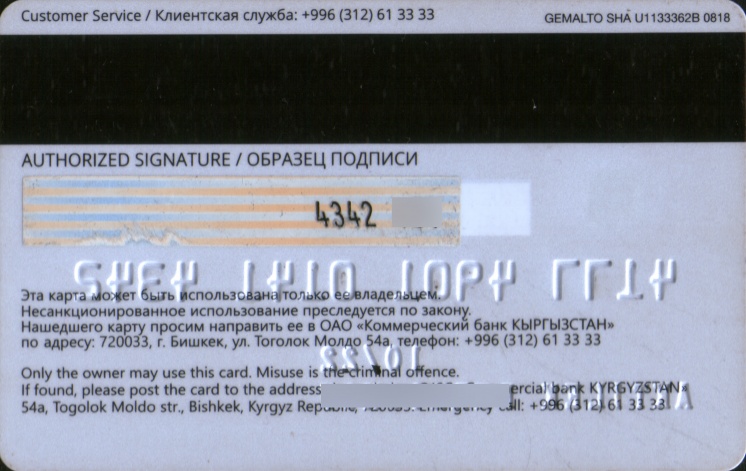 Customer Service / Клиентская служба: +996 (312) 61 33 33
GEMALTO SHA U1133362B 0818
AUTHORIZED SIGNATURE / ОБРАЗЕЦ ПОДПИСИ
4342
Эта карта может быть использована только ее владельцем.
Несанкционированное использование преследуется по закону.
Нашедшего карту просим направить ее в ОАО «Коммерческий банк КЫРГЫЗСТАН»
по адресу: 720033, г. Бишкек, ул. Тоголок Молдо 54а, телефон: +996 (312) 61 33 33
Only the owner may use this card. Misuse is the criminal offence.
If found, please post the card to the address bank KYRGYZSTAN»
54a, Togolok Moldo str., Bishkek, Kyrgyz call: +996 (312) 61 33 33